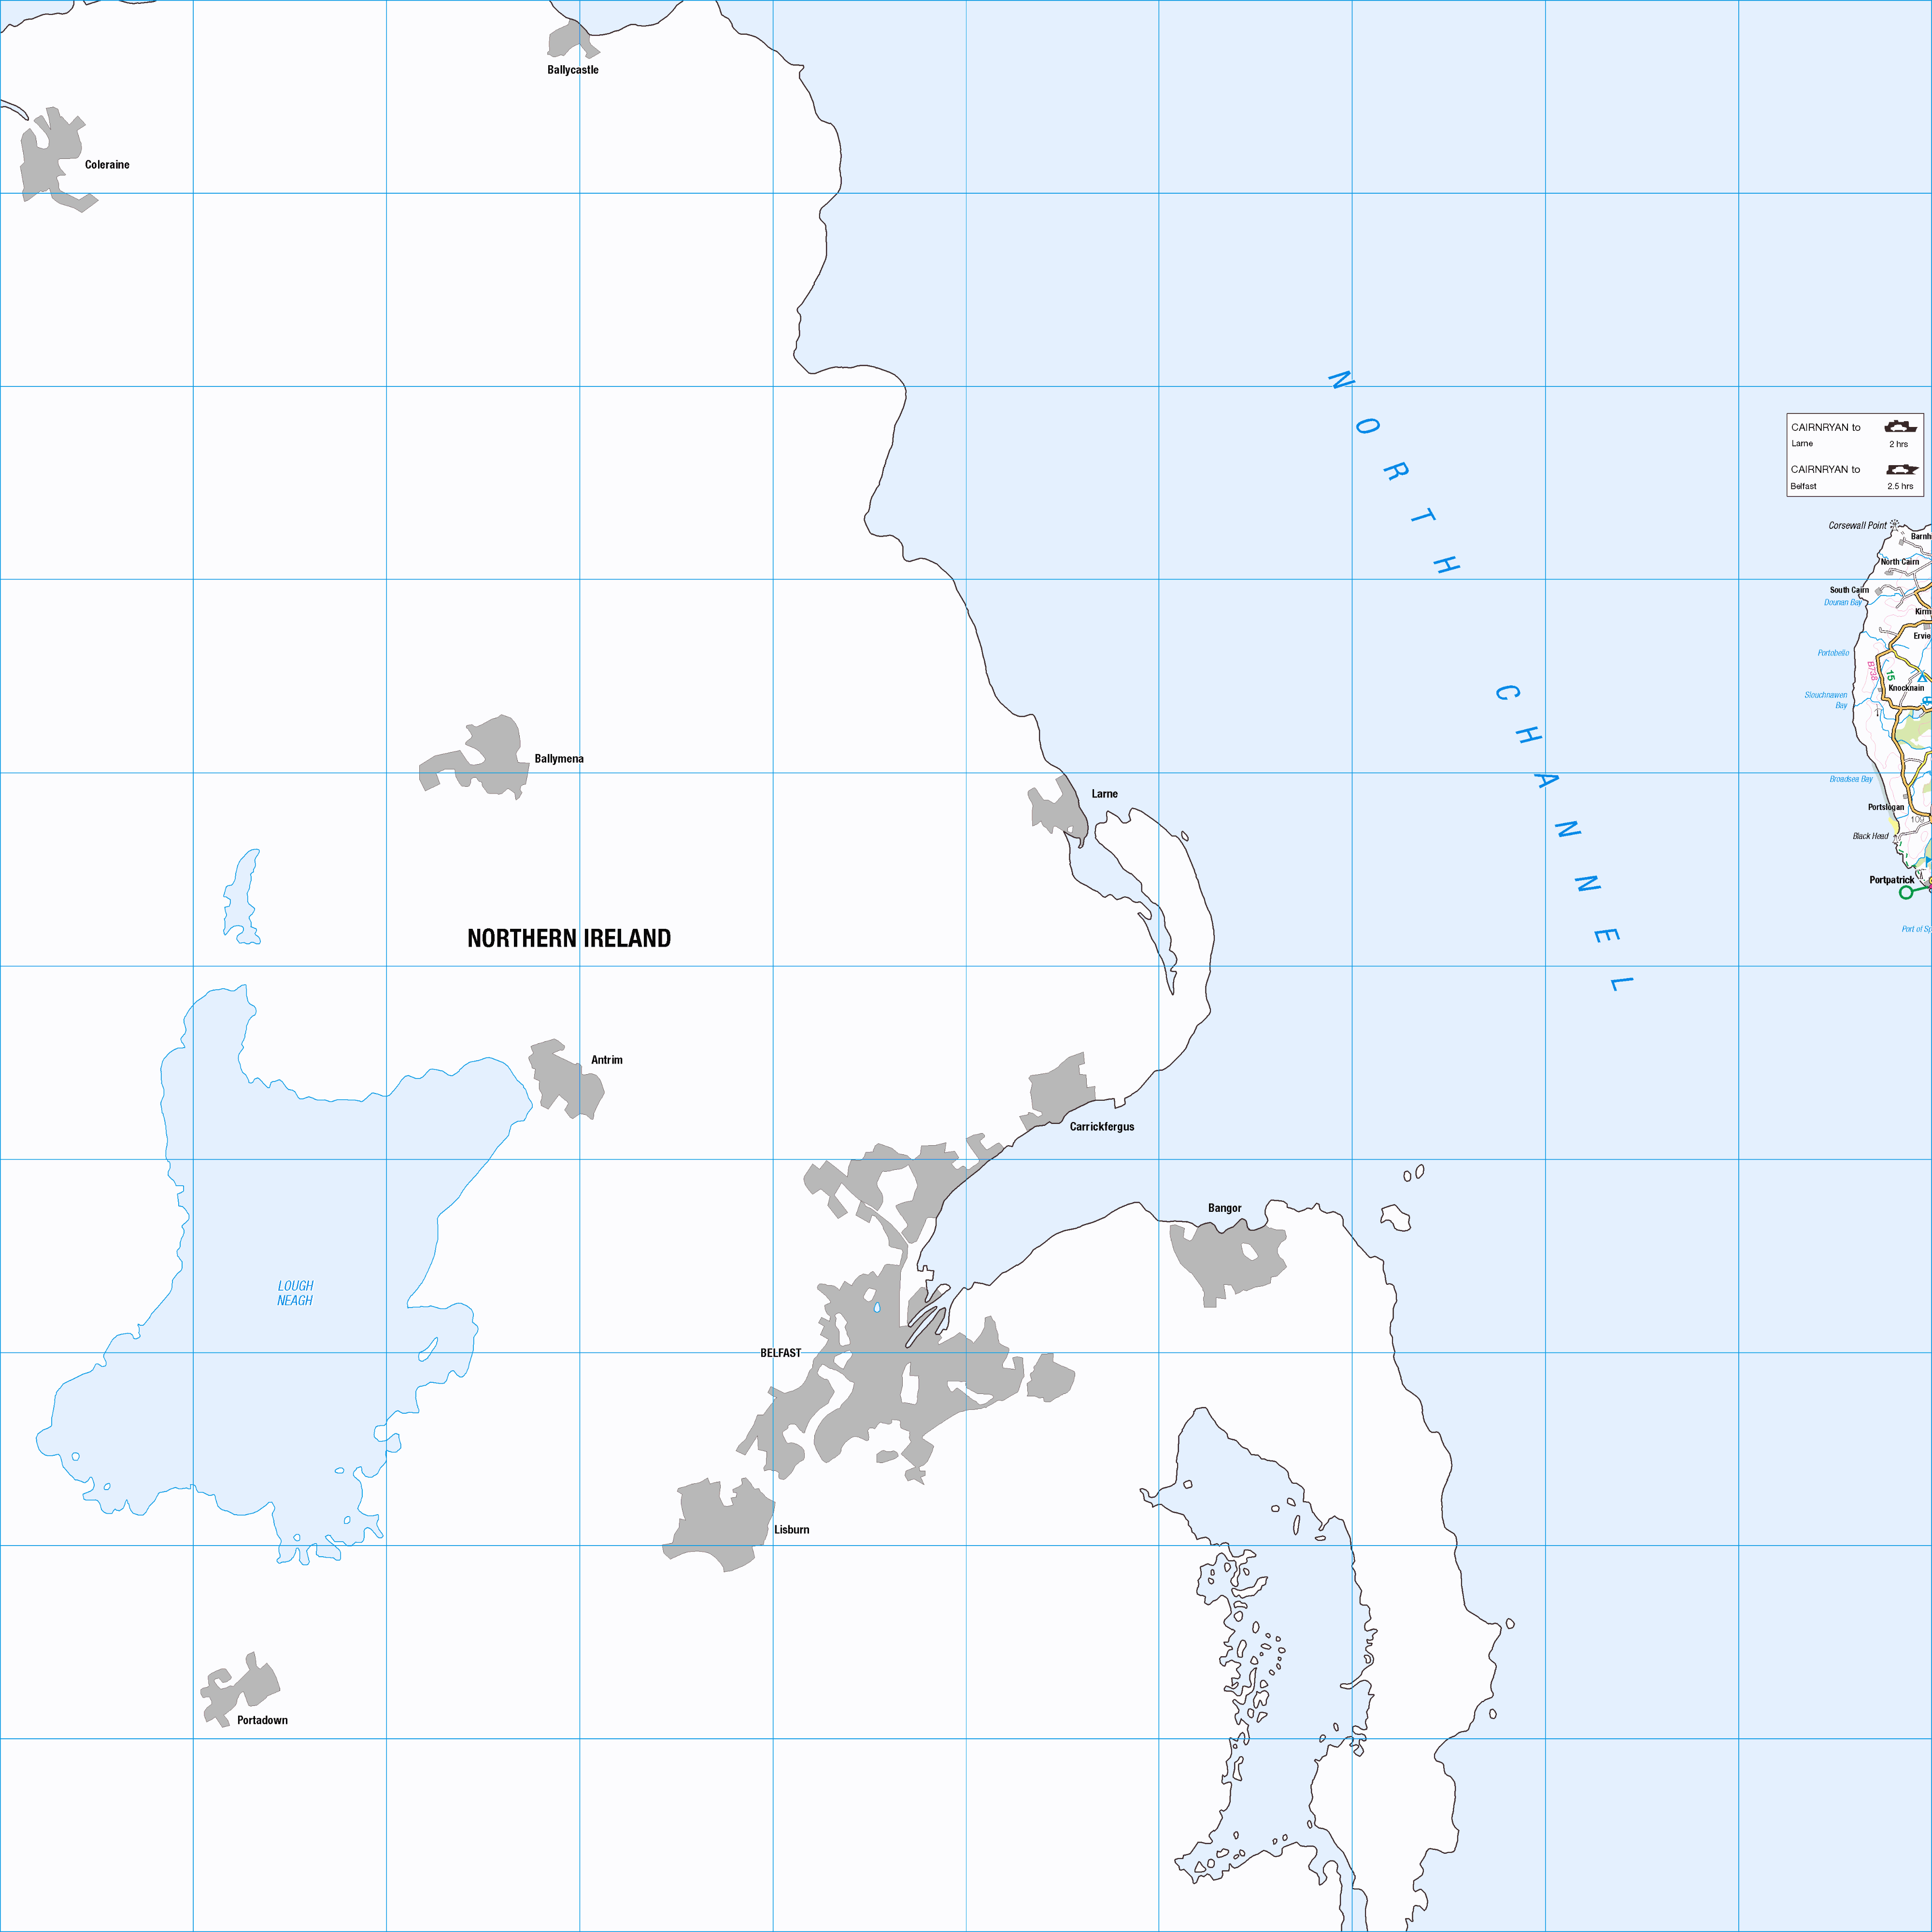 Ballycastle
Coleraine
NORTH CHANNEL
CAIRNRYAN to
Larne 2 hrs
CAIRNRYAN to
Belfast 2.5 hrs
Corsewall Point
Barnh
North Cairn
South Cairn
Dounan Bay
Kirm
Ervie
Portobello
B738
15
Knocknain
Slouchnawen
Bay
Ballymena
Broadsea Bay
Larne
Portslogan
109
Black Head
Portpatrick
Port of Sp
NORTHERN IRELAND
Antrim
Carrickfergus
Bangor
LOUGH
NEAGH
BELFAST
Lisburn
Portadown